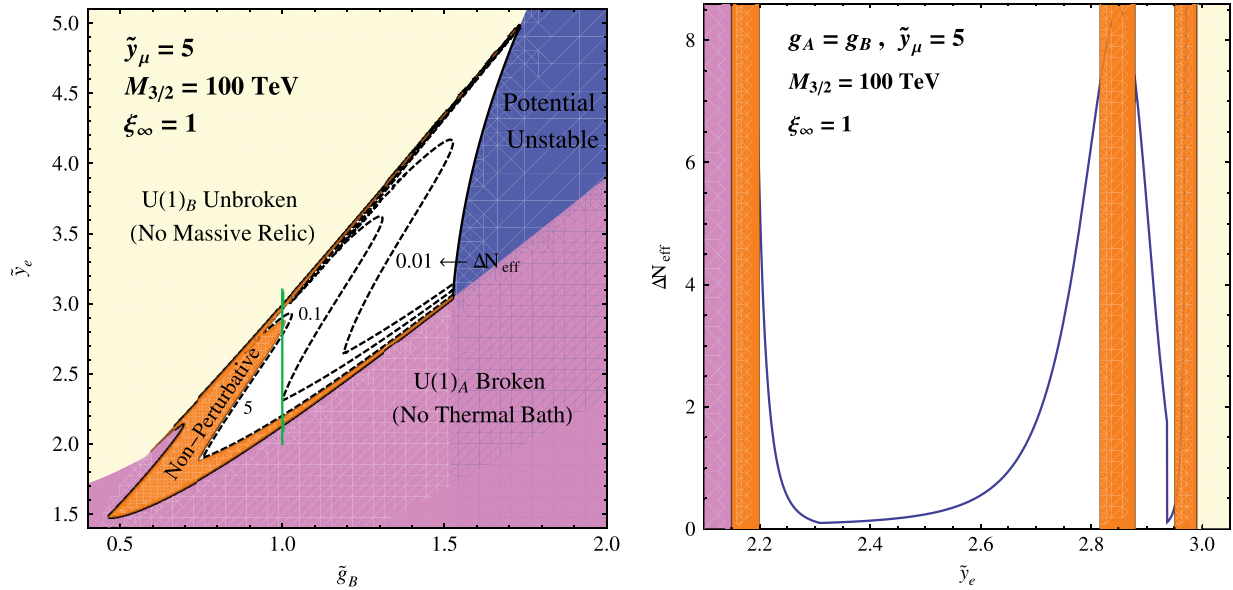 ỹμ = 5
M3/2 = 100 TeV
ξ∞ = 1
U(1)B Unbroken
(No Massive Relic)
Potential
Unstable
0.01 ← ΔNeff
0.1
5
Non-Perturbative
U(1)A Broken
(No Thermal Bath)
5.0
4.5
4.0
3.5
3.0
2.5
2.0
1.5
ỹe
0.5
1.0
1.5
2.0
g̃B
gA = gB , ỹμ = 5
M3/2 = 100 TeV
ξ∞ = 1
8
6
4
2
0
ΔNeff
2.2
2.4
2.6
2.8
3.0
ỹe